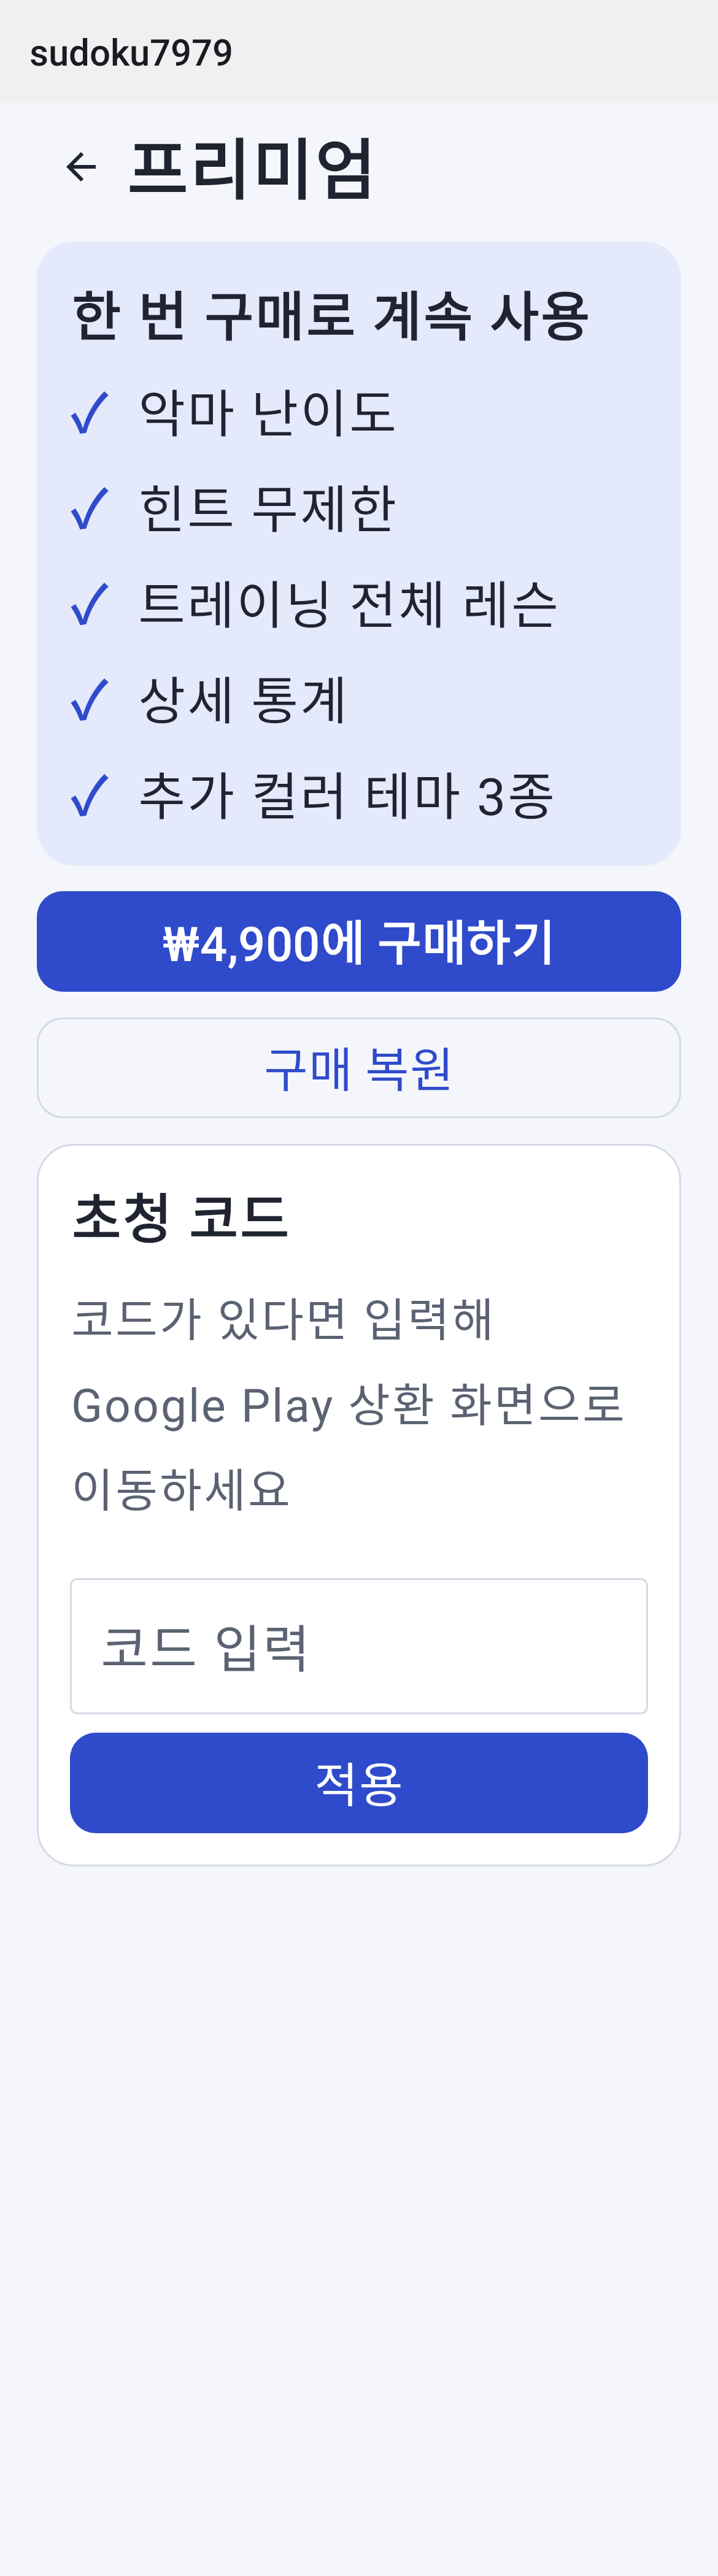 sudoku7979
← 프리미엄
한 번 구매로 계속 사용
✓ 악마 난이도
✓ 힌트 무제한
✓ 트레이닝 전체 레슨
✓ 상세 통계
✓ 추가 컬러 테마 3종
₩4,900에 구매하기
구매 복원
초청 코드
코드가 있다면 입력해
Google Play 상환 화면으로
이동하세요
코드 입력
적용